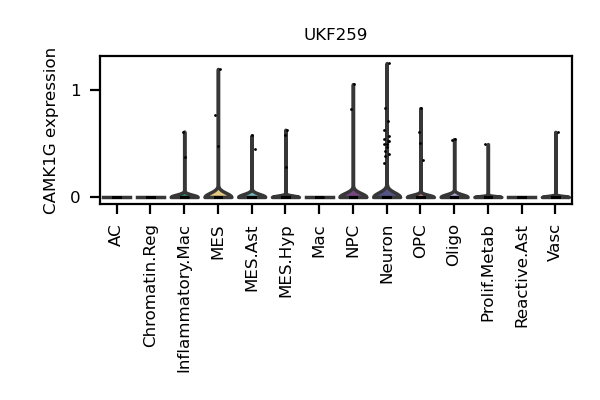 UKF259
CAMK1G expression
1
0
AC
Chromatin.Reg
Inflammatory.Mac
MES
MES.Ast
MES.Hyp
Mac
NPC
Neuron
OPC
Oligo
Prolif.Metab
Reactive.Ast
Vasc